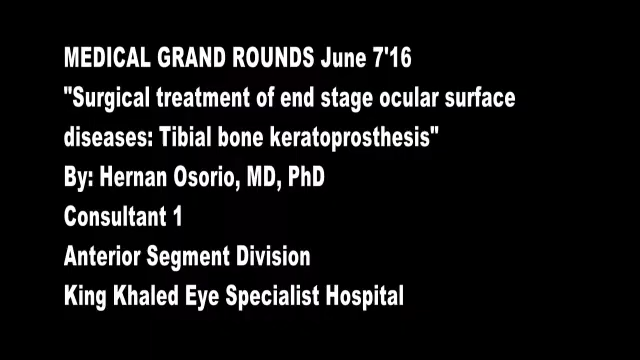 MEDICAL GRAND ROUNDS June 7'16
"Surgical treatment of end stage ocular surface
diseases: Tibial bone keratoprosthesis"
By: Hernan Osorio, MD, PhD
Consultant 1
Anterior Segment Division
King Khaled Eye Specialist Hospital